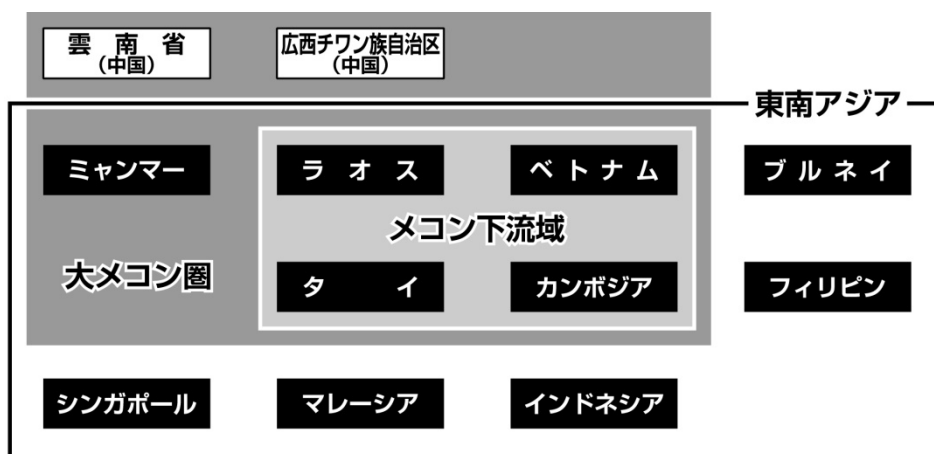 雲南省
(中国)
広西チワン族自治区
(中国)
東南アジア
ミャンマー
ラオス
ベトナム
ブルネイ
メコン下流域
大メコン圏
タイ
カンボジア
フィリピン
シンガポール
マレーシア
インドネシア